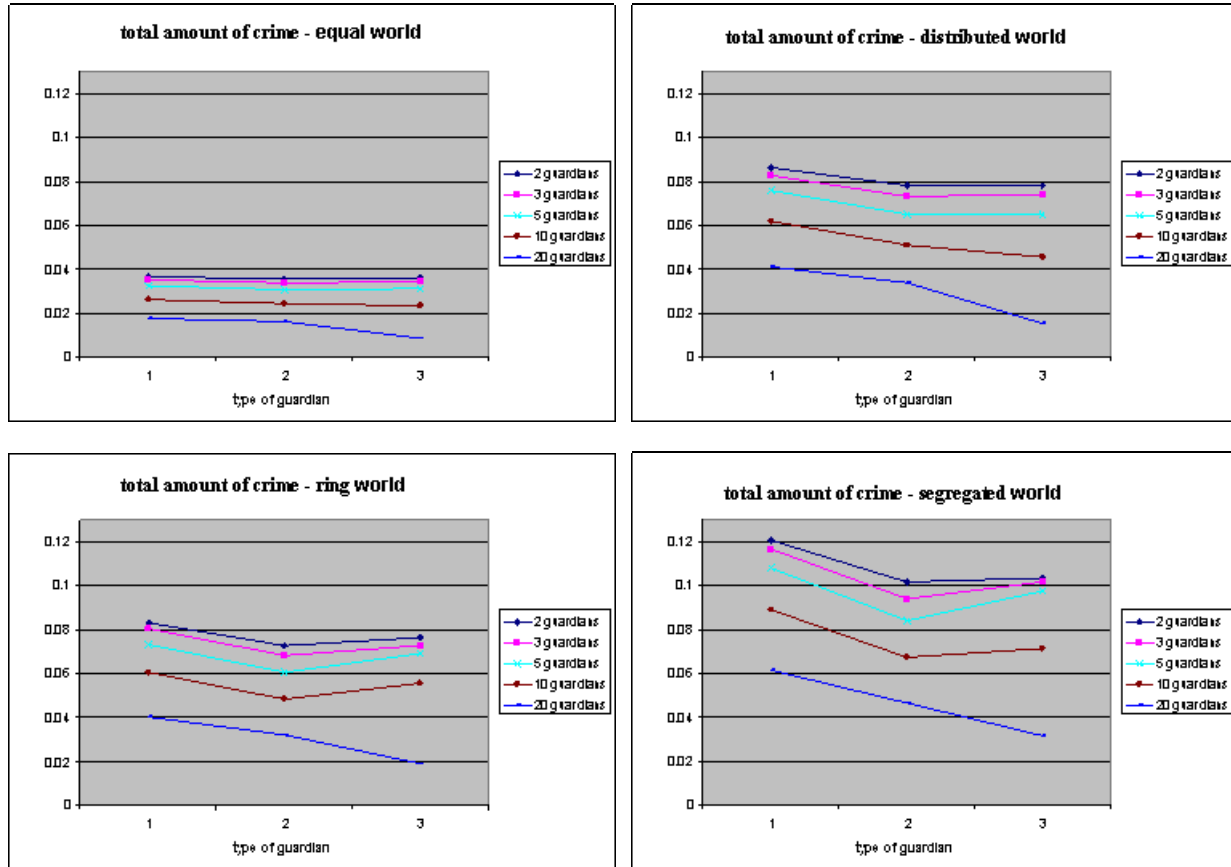 total amount of crime - equal world
0.12
0.1
0.08
0.06
0.04
0.02
0
1 2 3
type of guardian
2 guardians
3 guardians
5 guardians
10 guardians
20 guardians
total amount of crime - distributed world
0.12
0.1
0.08
0.06
0.04
0.02
0
1 2 3
type of guardian
2 guardians
3 guardians
5 guardians
10 guardians
20 guardians
total amount of crime - ring world
0.12
0.1
0.08
0.06
0.04
0.02
0
1 2 3
type of guardian
2 guardians
3 guardians
5 guardians
10 guardians
20 guardians
total amount of crime - segregated world
0.12
0.1
0.08
0.06
0.04
0.02
0
1 2 3
type of guardian
2 guardians
3 guardians
5 guardians
10 guardians
20 guardians